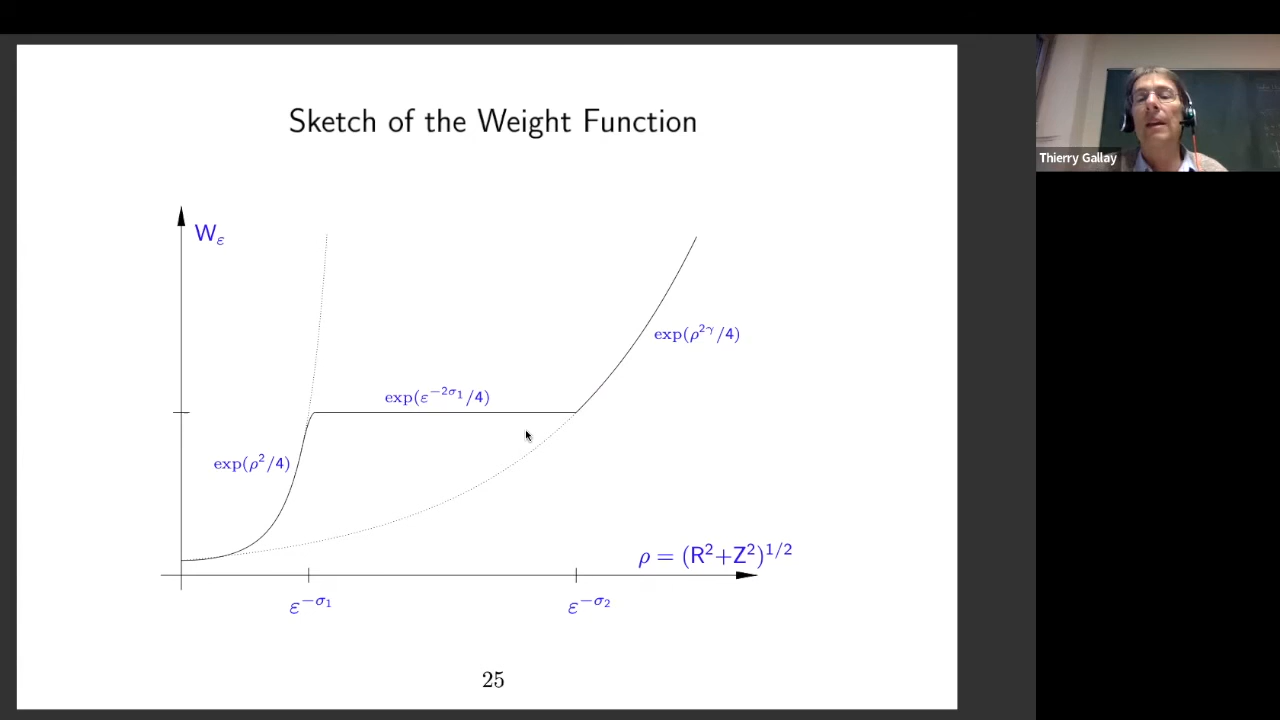 Sketch of the Weight Function
Thierry Gallay
W_ε
exp(ρ^{2γ}/4)
exp(ε^{−2σ₁}/4)
exp(ρ²/4)
ρ = (R²+Z²)^{1/2}
ε^{−σ₁}
ε^{−σ₂}
25